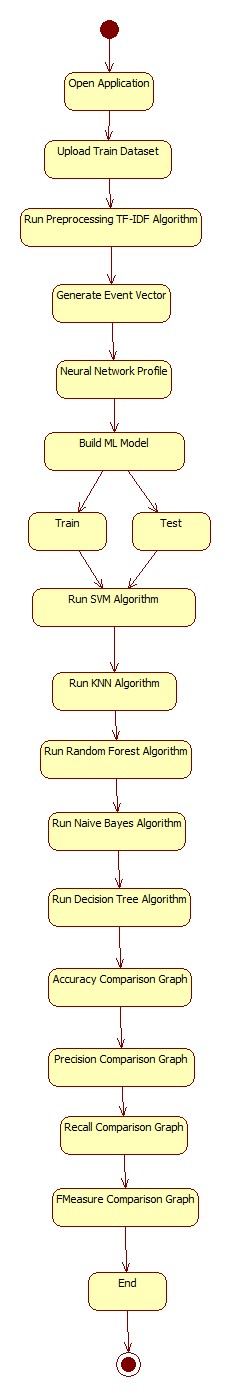 Open Application
Upload Train Dataset
Run Preprocessing TF-IDF Algorithm
Generate Event Vector
Neural Network Profile
Build ML Model
Train
Test
Run SVM Algorithm
Run KNN Algorithm
Run Random Forest Algorithm
Run Naive Bayes Algorithm
Run Decision Tree Algorithm
Accuracy Comparison Graph
Precision Comparison Graph
Recall Comparison Graph
FMeasure Comparison Graph
End